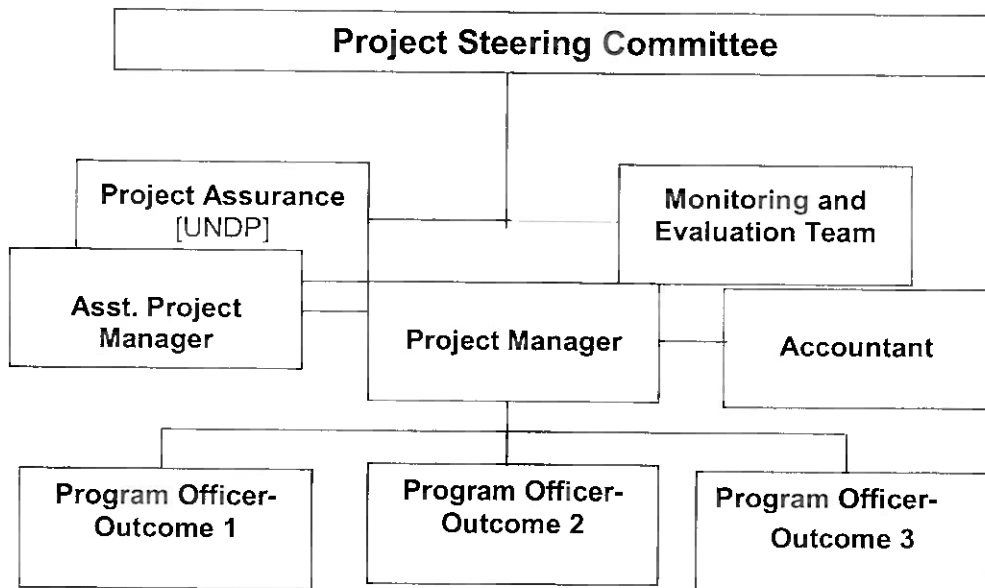 Project Steering Committee
Project Assurance
[UNDP]
Monitoring and
Evaluation Team
Asst. Project
Manager
Project Manager
Accountant
Program Officer-
Outcome 1
Program Officer-
Outcome 2
Program Officer-
Outcome 3